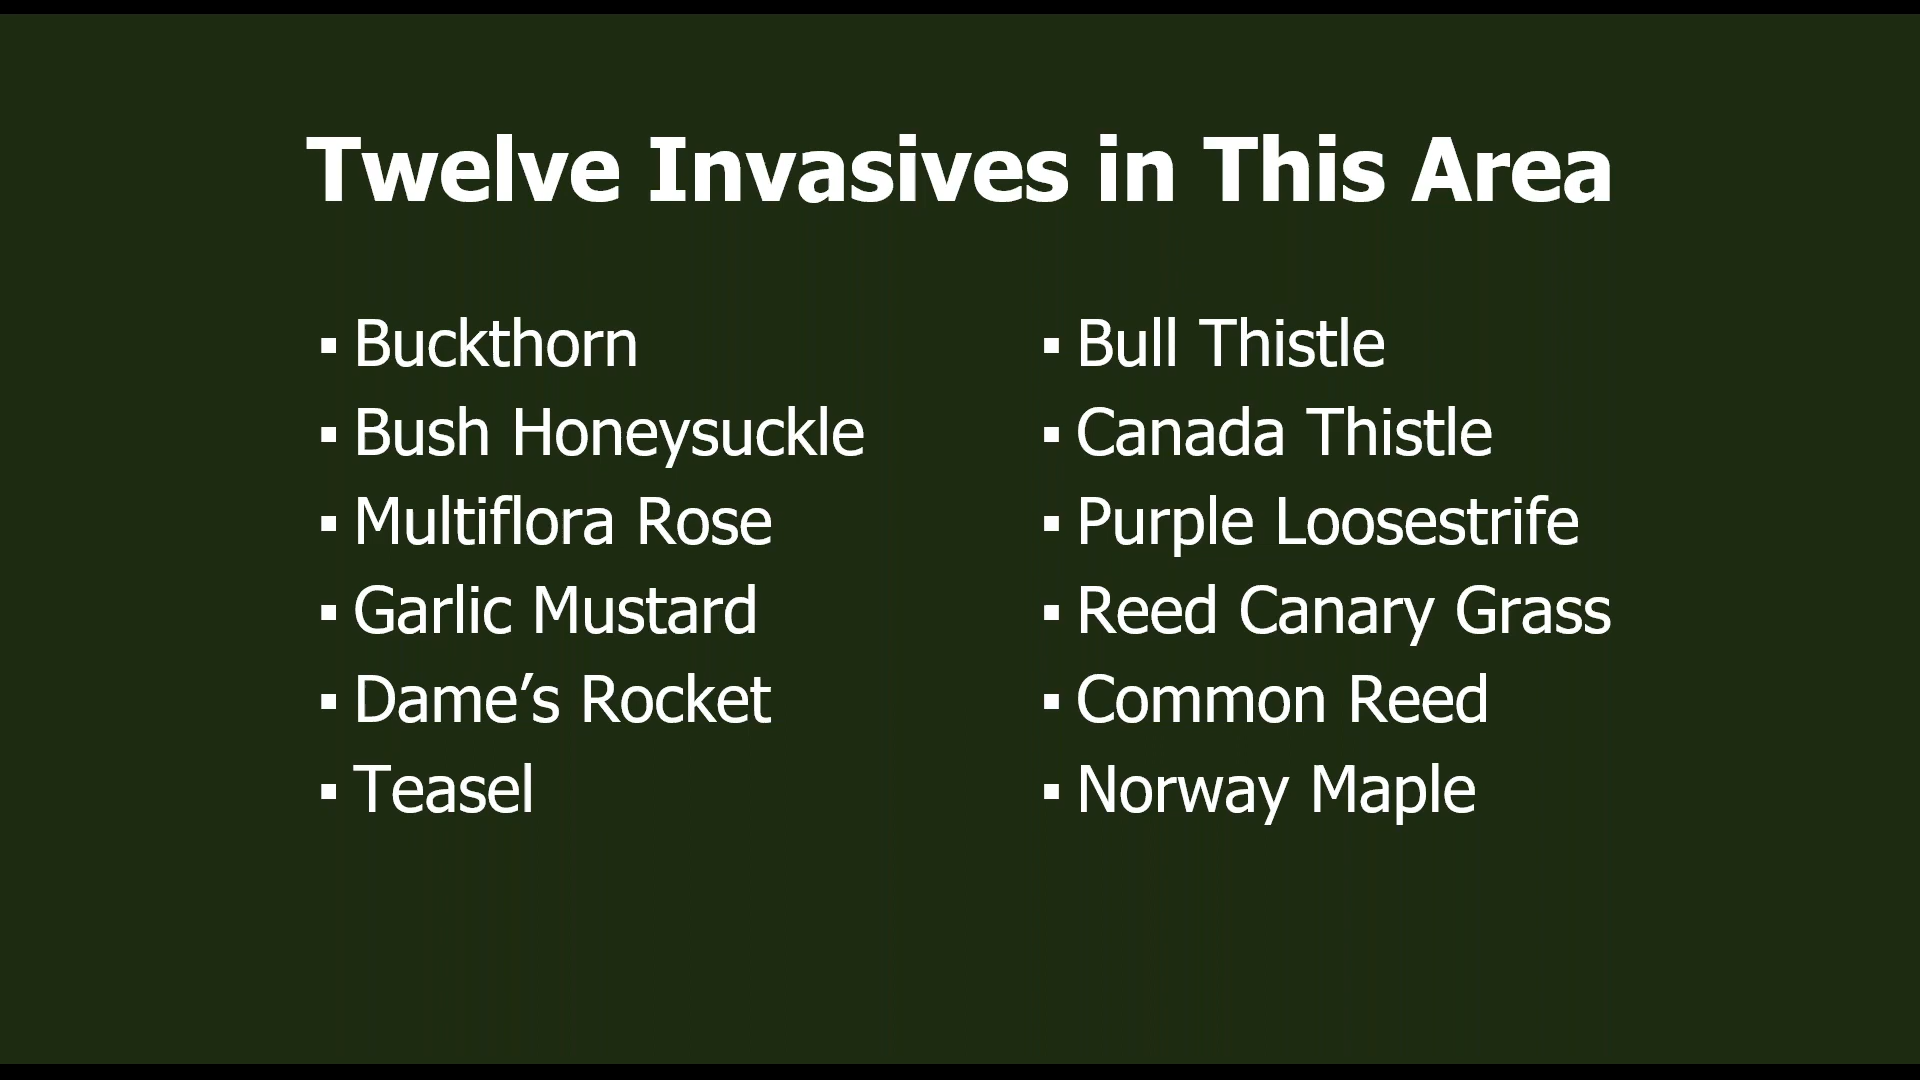 Twelve Invasives in This Area
▪ Buckthorn
▪ Bush Honeysuckle
▪ Multiflora Rose
▪ Garlic Mustard
▪ Dame’s Rocket
▪ Teasel
▪ Bull Thistle
▪ Canada Thistle
▪ Purple Loosestrife
▪ Reed Canary Grass
▪ Common Reed
▪ Norway Maple